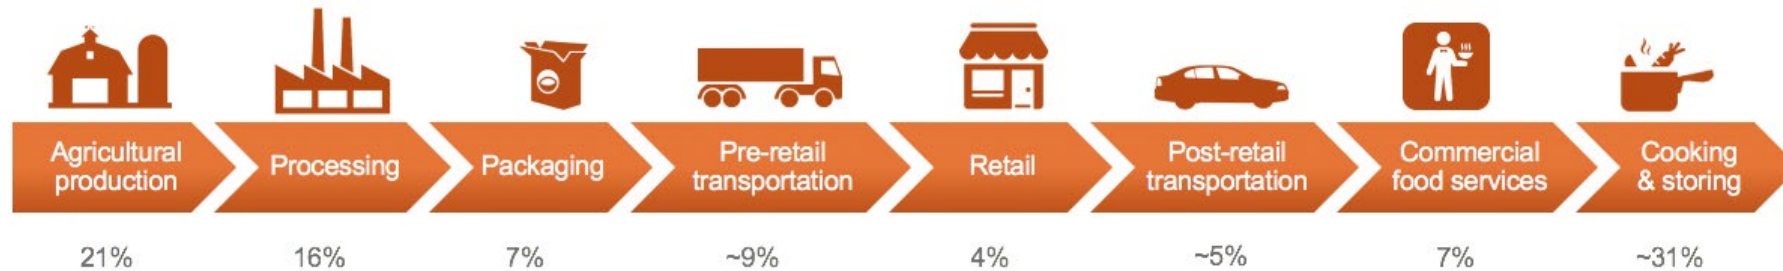 Agricultural
production
Processing
Packaging
Pre-retail
transportation
Retail
Post-retail
transportation
Commercial
food services
Cooking
& storing
21%
16%
7%
~9%
4%
~5%
7%
~31%